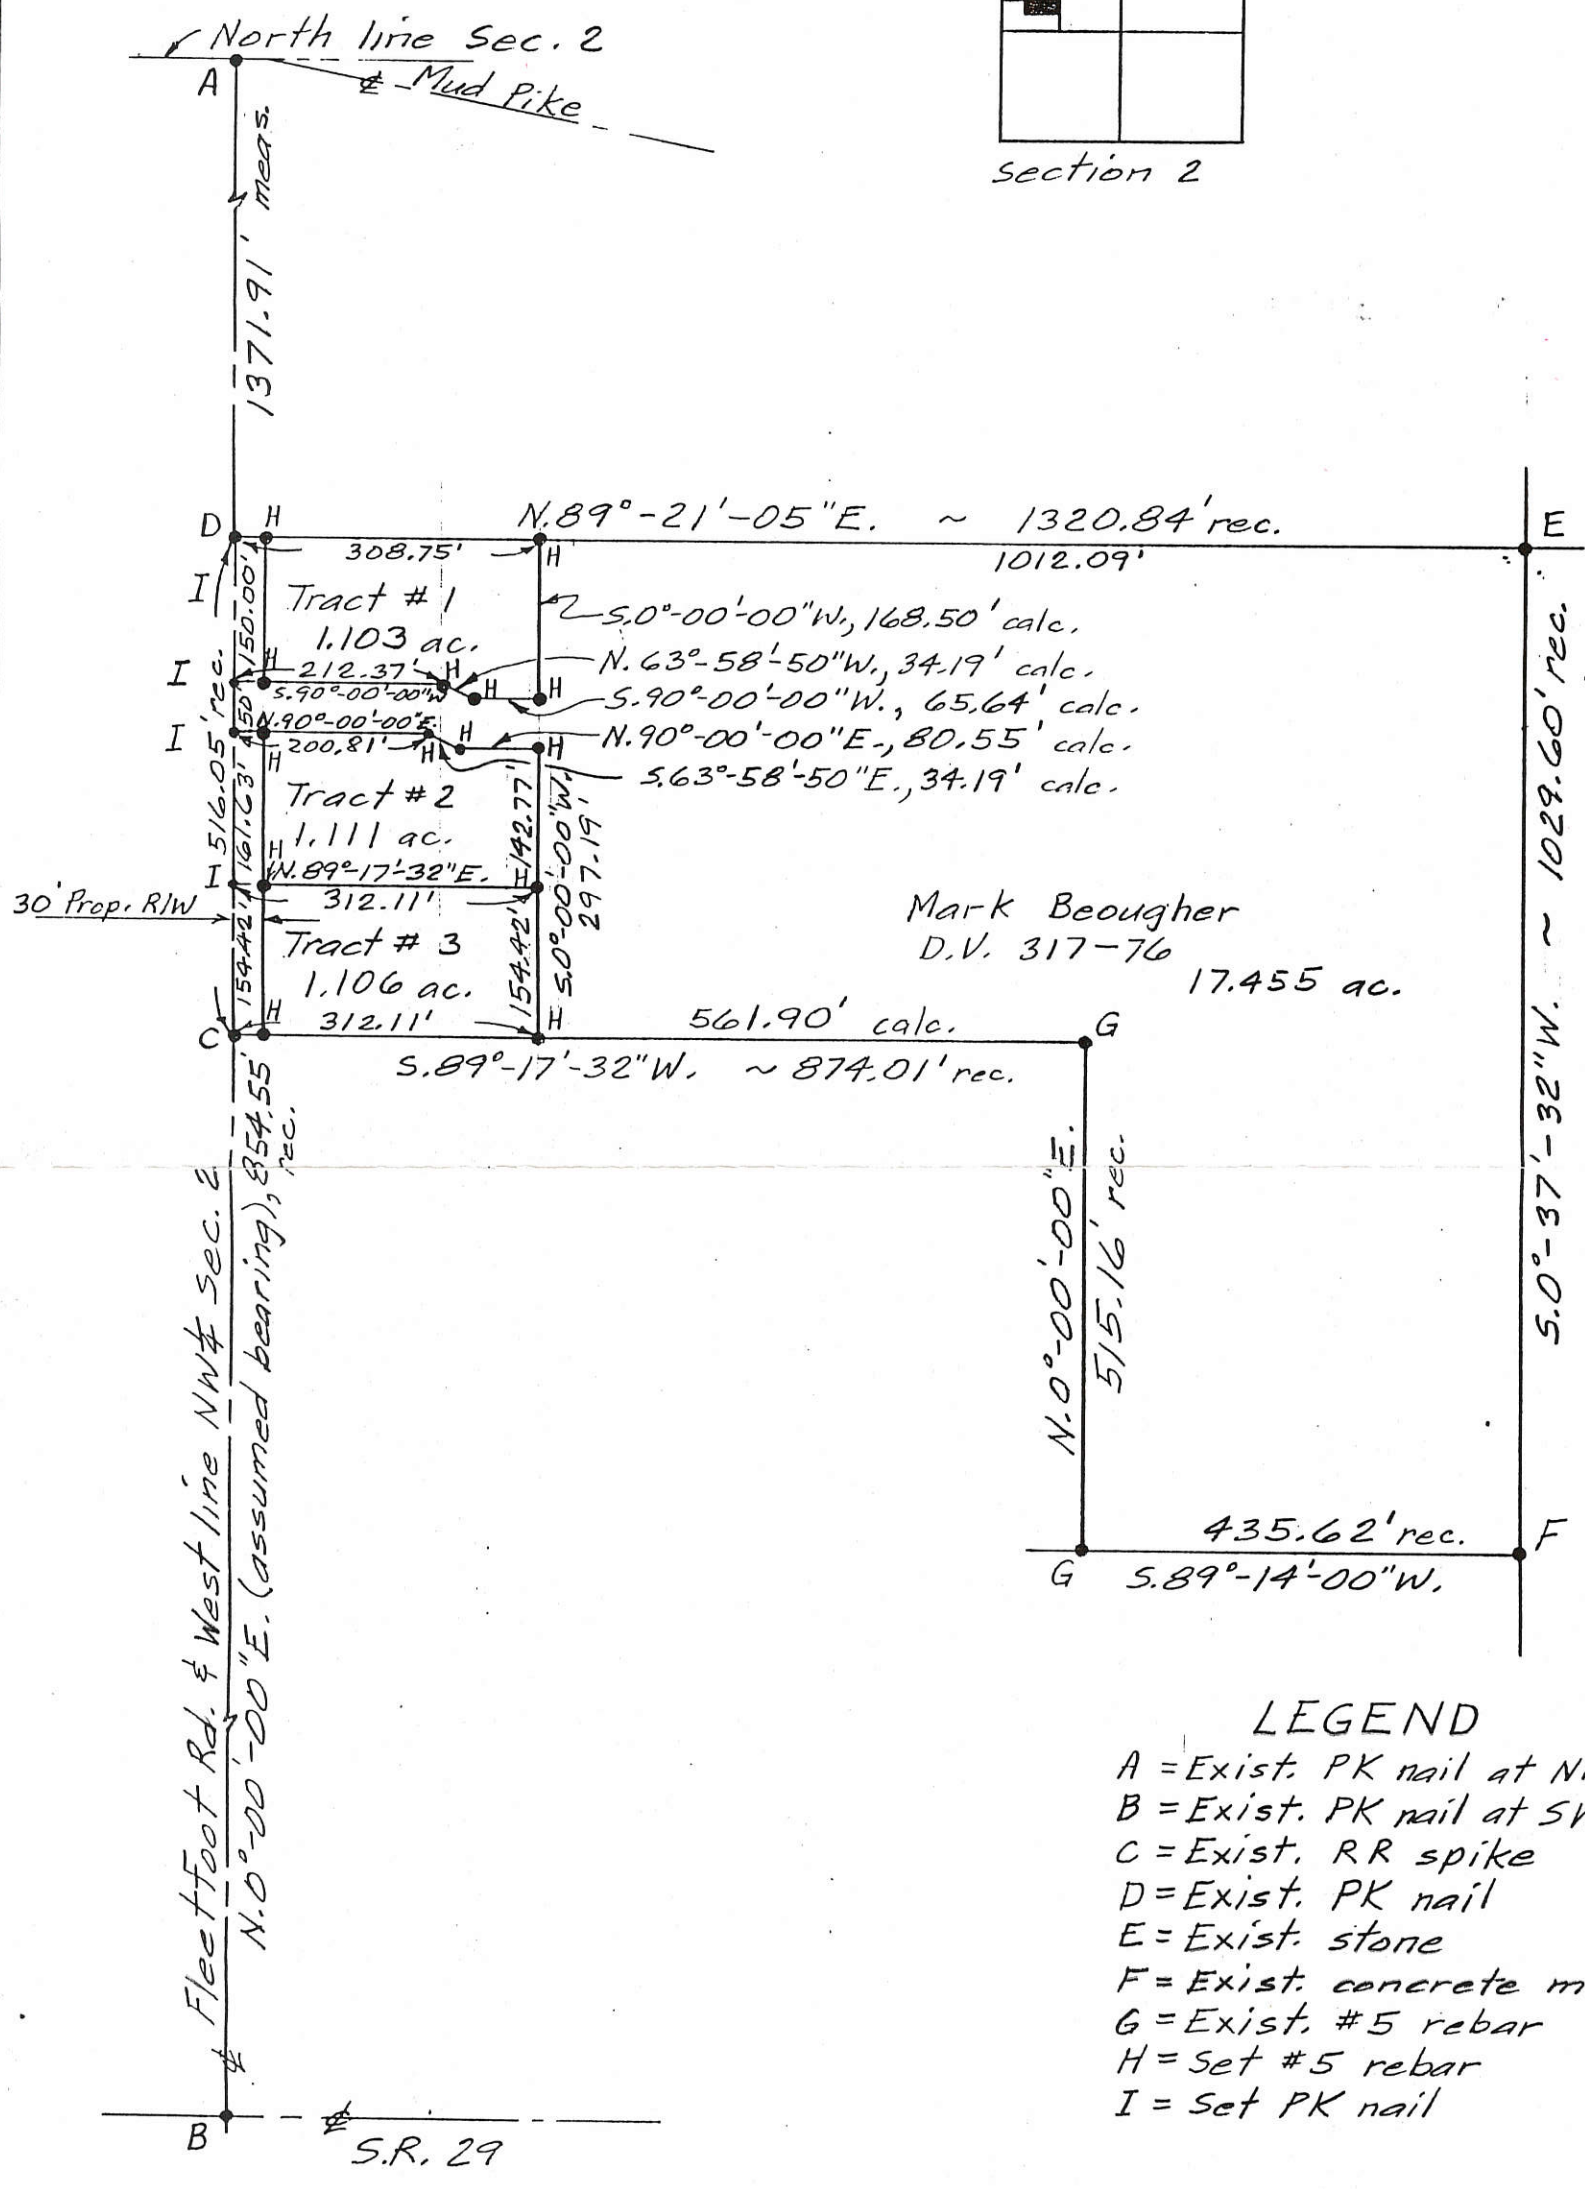 North line Sec. 2
A
℄ - Mud Pike
section 2
1371.91' meas.
D
H
N.89°-21'-05"E. ~ 1320.84' rec.
E
308.75'
H
1012.09'
I
150.00'
Tract #1
1.103 ac.
S.0°-00'-00"W., 168.50' calc.
I
H
212.37'
H
N.63°-58'-50"W., 34.19' calc.
S.90°-00'-00"W
H
H
S.90°-00'-00"W., 65.64' calc.
50'
I
N.90°-00'-00"E.
200.81'
H
H
H
H
N.90°-00'-00"E., 80.55' calc.
S.63°-58'-50"E., 34.19' calc.
516.05' rec.
161.63'
Tract #2
1.111 ac.
142.77'
S.0°-00'-00"W.
297.19'
S.0°-37'-32"W. ~ 1029.60' rec.
I
H
N.89°-17'-32"E.
H
312.11'
30' Prop. R/W
154.42'
Tract # 3
1.106 ac.
154.42'
Mark Beougher
D.V. 317-76
17.455 ac.
C
H
312.11'
H
561.90' calc.
G
S.89°-17'-32"W. ~ 874.01' rec.
N.0°-00'-00"E.
515.16' rec.
435.62' rec.
F
G
S.89°-14'-00"W.
Fleetfoot Rd. & West line NW¼ Sec. 2
N.0°-00'-00"E. (assumed bearing), 854.55'
rec.
℄
B
℄
S.R. 29
LEGEND
A = Exist. PK nail at
B = Exist. PK nail at
C = Exist. RR spike
D = Exist. PK nail
E = Exist. stone
F = Exist. concrete
G = Exist. #5 rebar
H = Set #5 rebar
I = Set PK nail